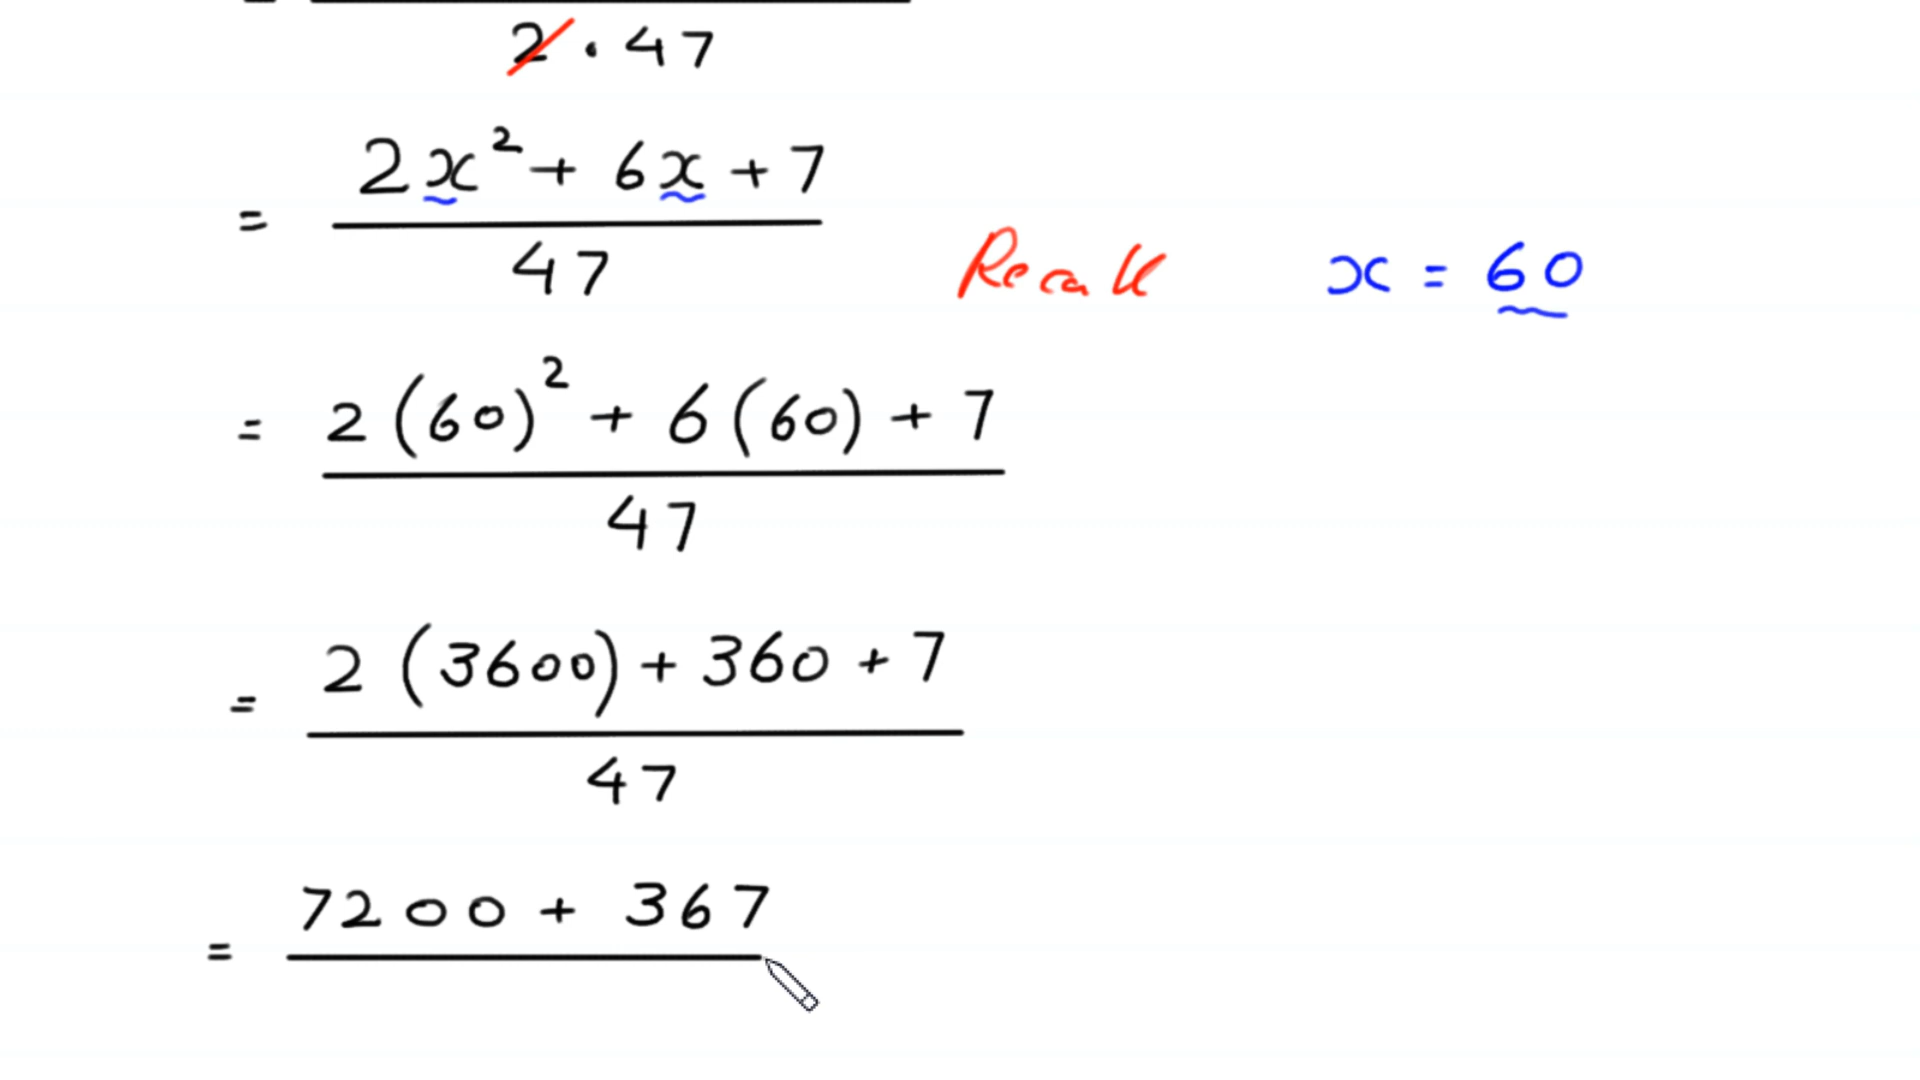 =
2 · 47
= 2x² + 6x + 7
47
Recall x = 60
= 2 (60)² + 6 (60) + 7
47
= 2 (3600) + 360 + 7
47
= 7200 + 367